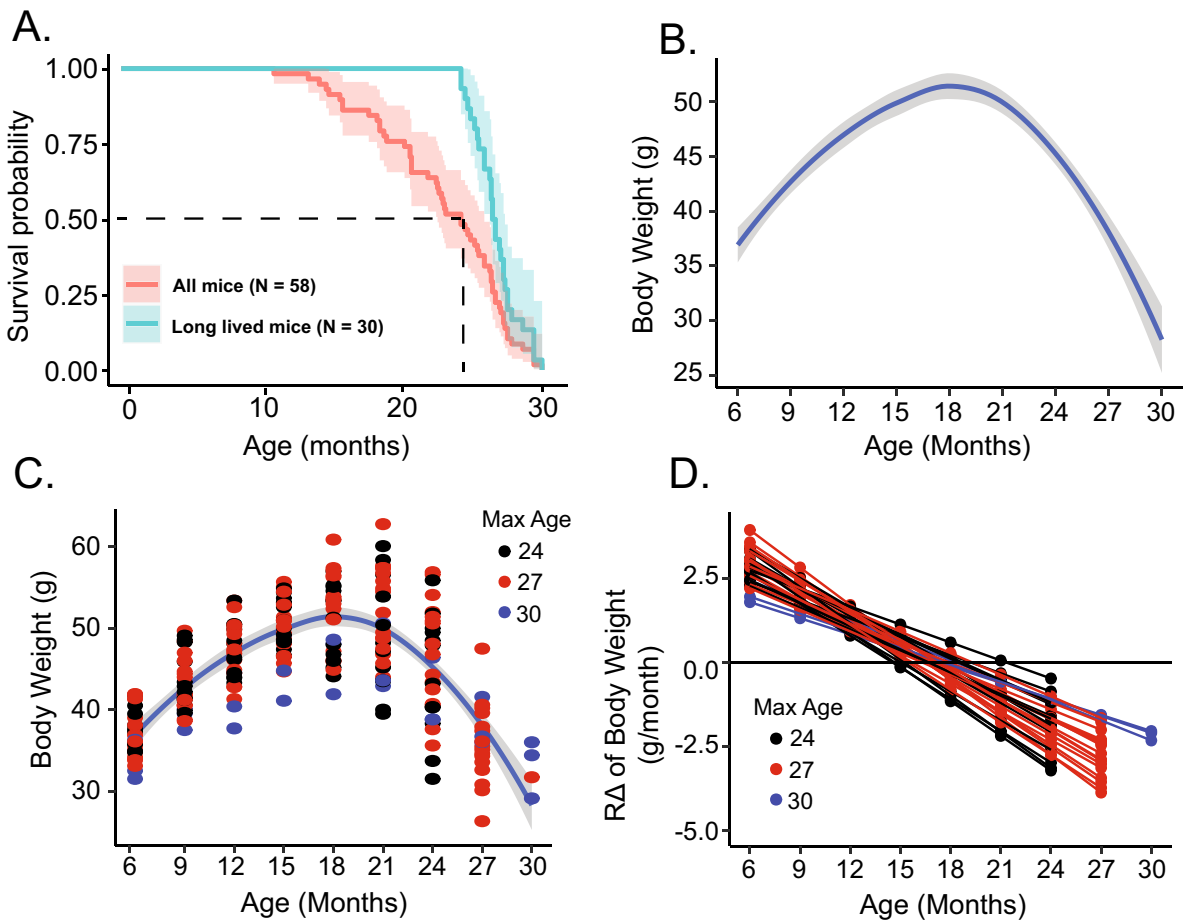 A.
1.00
0.75
0.50
0.25
0.00
Survival probability
All mice (N = 58)
Long lived mice (N = 30)
0 10 20 30
Age (months)
B.
50
45
40
35
30
25
Body Weight (g)
6 9 12 15 18 21 24 27 30
Age (Months)
C.
60
50
40
30
Body Weight (g)
Max Age
24
27
30
6 9 12 15 18 21 24 27 30
Age (Months)
D.
2.5
0.0
-2.5
-5.0
RΔ of Body Weight
(g/month)
Max Age
24
27
30
6 9 12 15 18 21 24 27 30
Age (Months)